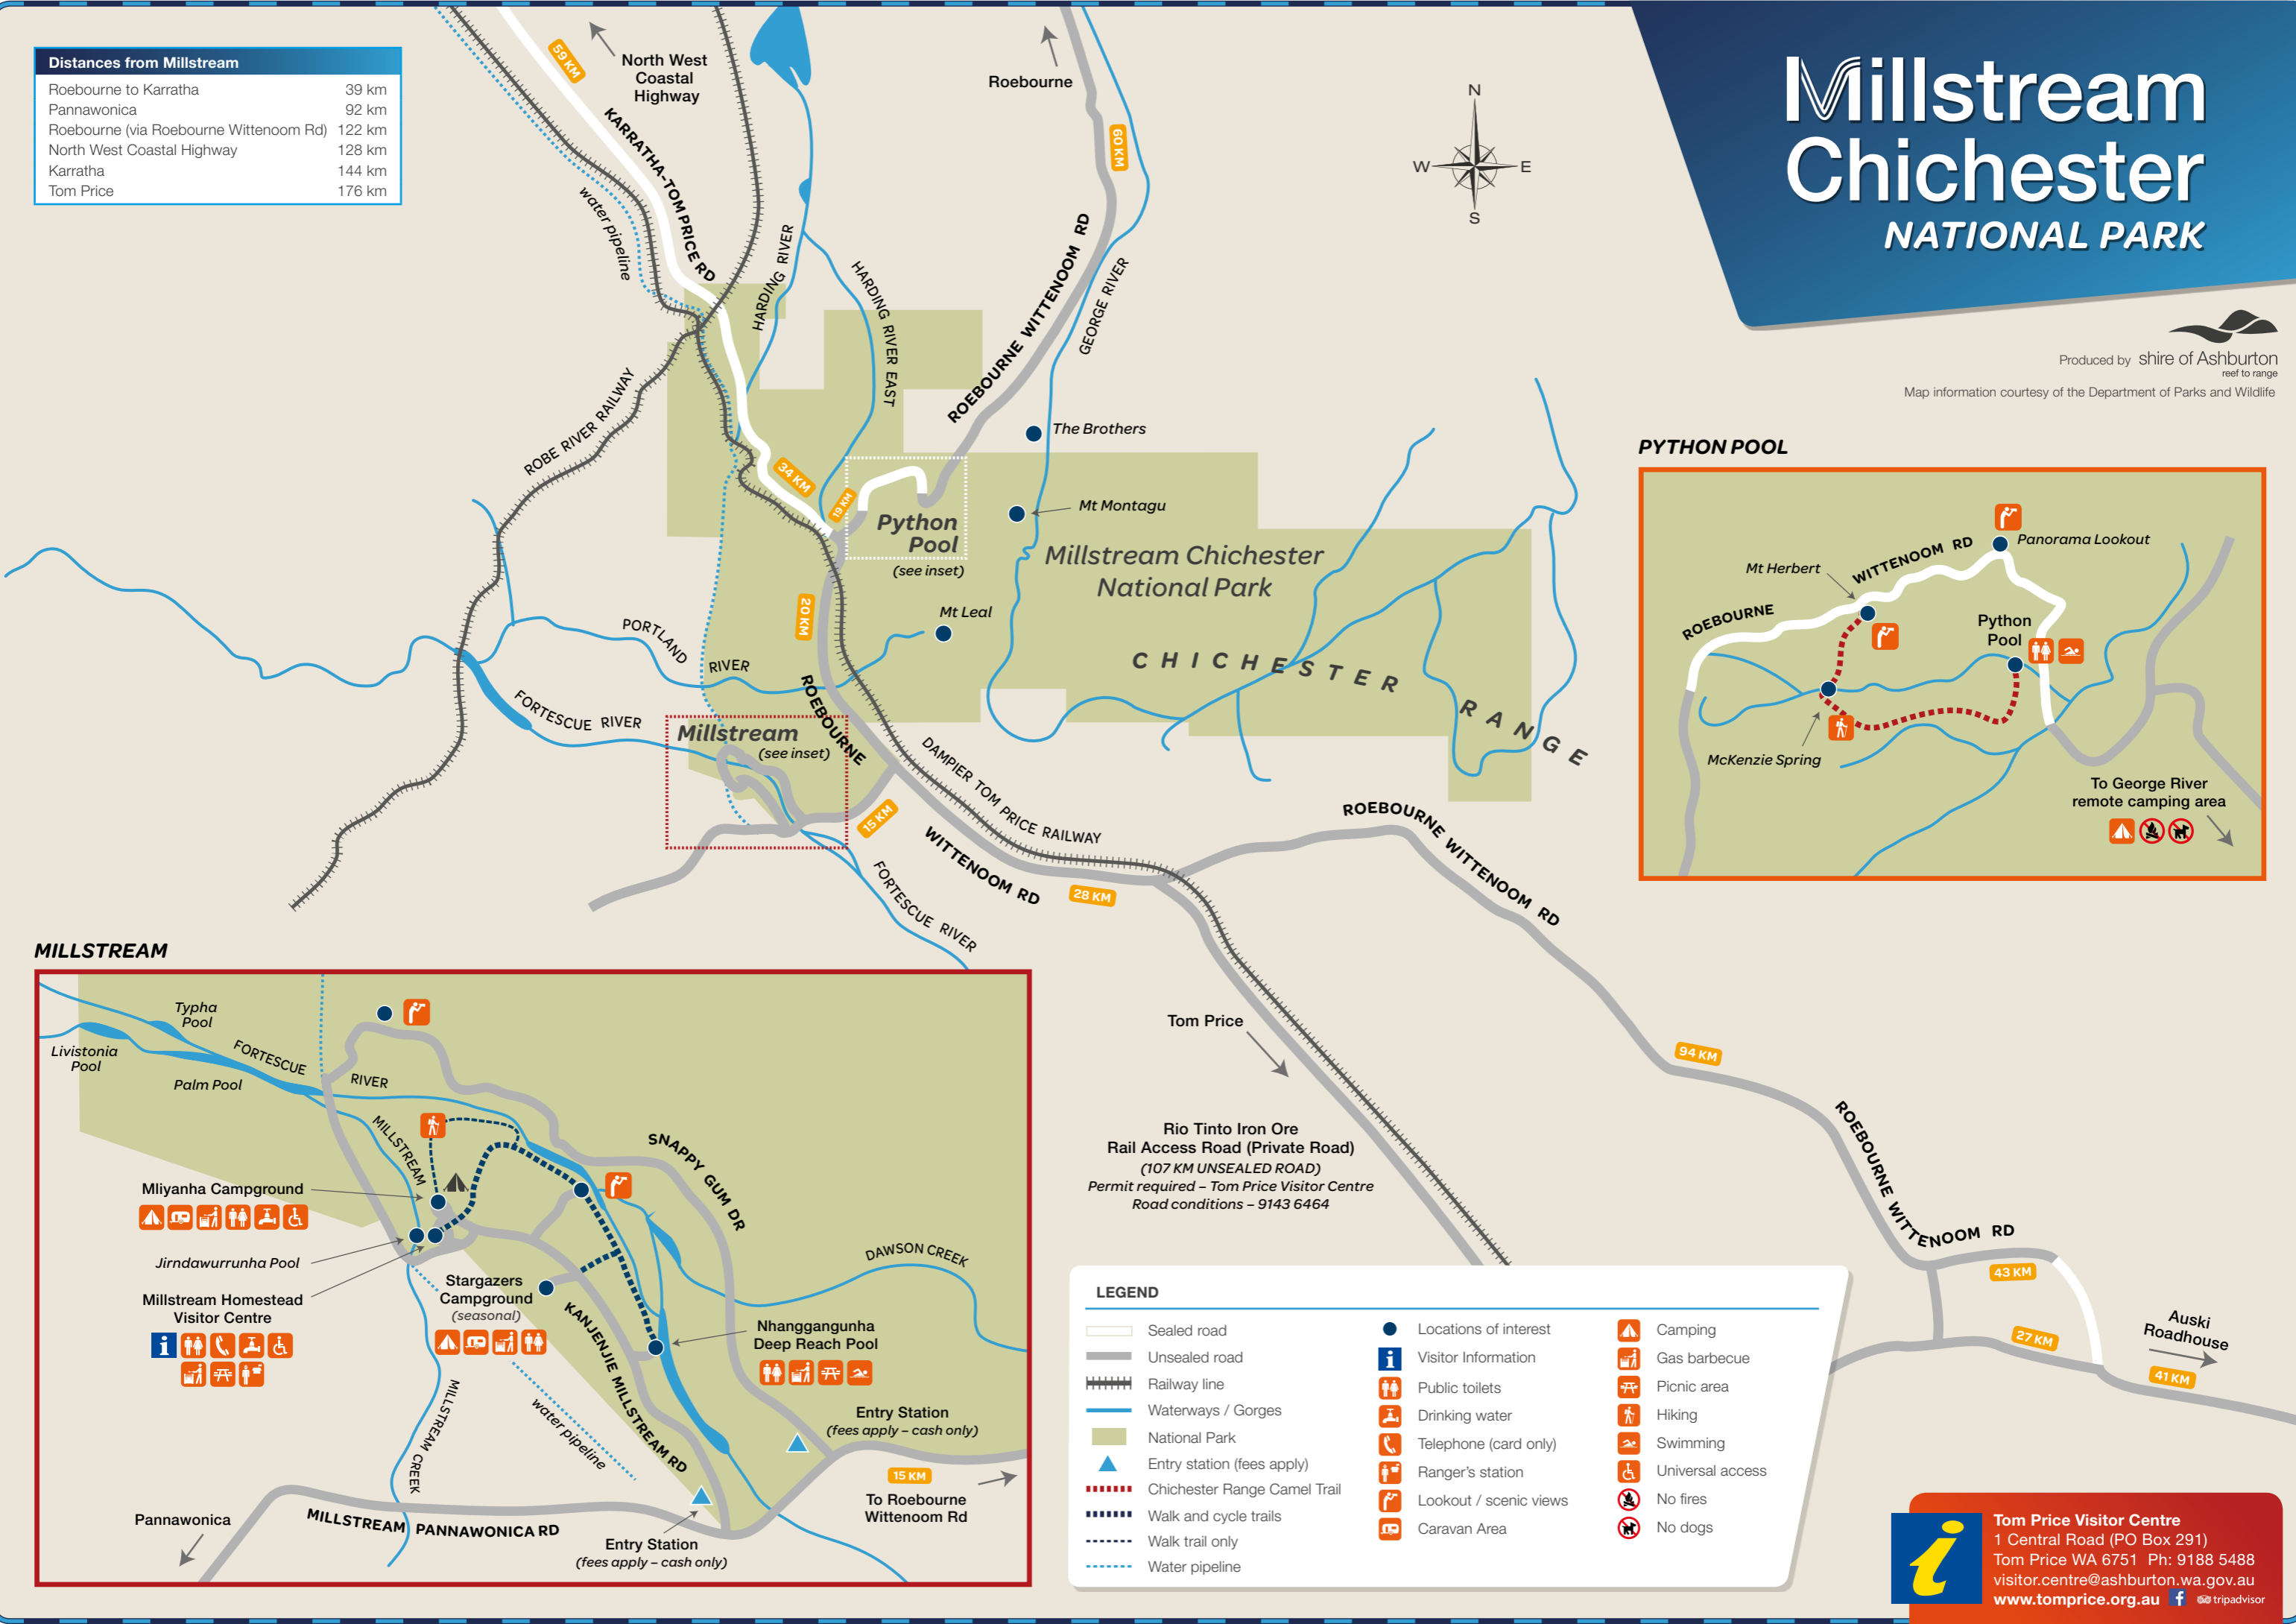 Millstream
Chichester
NATIONAL PARK
Produced by shire of Ashburton
reef to range
Map information courtesy of the Department of Parks and Wildlife
Distances from Millstream
Roebourne to Karratha 39 km
Pannawonica 92 km
Roebourne (via Roebourne Wittenoom Rd) 122 km
North West Coastal Highway 128 km
Karratha 144 km
Tom Price 176 km
59 KM
North West
Coastal
Highway
Roebourne
60 KM
N
W
E
S
KARRATHA-TOM PRICE RD
water pipeline
HARDING RIVER
HARDING RIVER EAST
ROEBOURNE WITTENOOM RD
GEORGE RIVER
ROBE RIVER RAILWAY
The Brothers
34 KM
19 KM
Mt Montagu
Python
Pool
(see inset)
Millstream Chichester
National Park
20 KM
Mt Leal
PORTLAND
RIVER
CHICHESTER RANGE
FORTESCUE RIVER
Millstream
(see inset)
ROEBOURNE
DAMPIER TOM PRICE RAILWAY
15 KM
WITTENOOM RD
28 KM
FORTESCUE RIVER
ROEBOURNE WITTENOOM RD
Tom Price
94 KM
Rio Tinto Iron Ore
Rail Access Road (Private Road)
(107 KM UNSEALED ROAD)
Permit required – Tom Price Visitor Centre
Road conditions – 9143 6464
ROEBOURNE WITTENOOM RD
43 KM
27 KM
Auski
Roadhouse
41 KM
PYTHON POOL
Panorama Lookout
Mt Herbert
ROEBOURNE
WITTENOOM RD
Python
Pool
McKenzie Spring
To George River
remote camping area
MILLSTREAM
Typha
Pool
Livistonia
Pool
Palm Pool
FORTESCUE
RIVER
MILLSTREAM
SNAPPY GUM DR
Mliyanha Campground
Jirndawurrunha Pool
Millstream Homestead
Visitor Centre
i
Stargazers
Campground
(seasonal)
DAWSON CREEK
KANJENJIE MILLSTREAM RD
Nhanggangunha
Deep Reach Pool
MILLSTREAM
CREEK
water pipeline
Entry Station
(fees apply – cash only)
15 KM
To Roebourne
Wittenoom Rd
Pannawonica
MILLSTREAM PANNAWONICA RD
Entry Station
(fees apply – cash only)
LEGEND
Sealed road
Unsealed road
Railway line
Waterways / Gorges
National Park
Entry station (fees apply)
Chichester Range Camel Trail
Walk and cycle trails
Walk trail only
Water pipeline
Locations of interest
i Visitor Information
Public toilets
Drinking water
Telephone (card only)
Ranger's station
Lookout / scenic views
Caravan Area
Camping
Gas barbecue
Picnic area
Hiking
Swimming
Universal access
No fires
No dogs
i
Tom Price Visitor Centre
1 Central Road (PO Box 291)
Tom Price WA 6751 Ph: 9188 5488
visitor.centre@ashburton.wa.gov.au
www.tomprice.org.au f tripadvisor